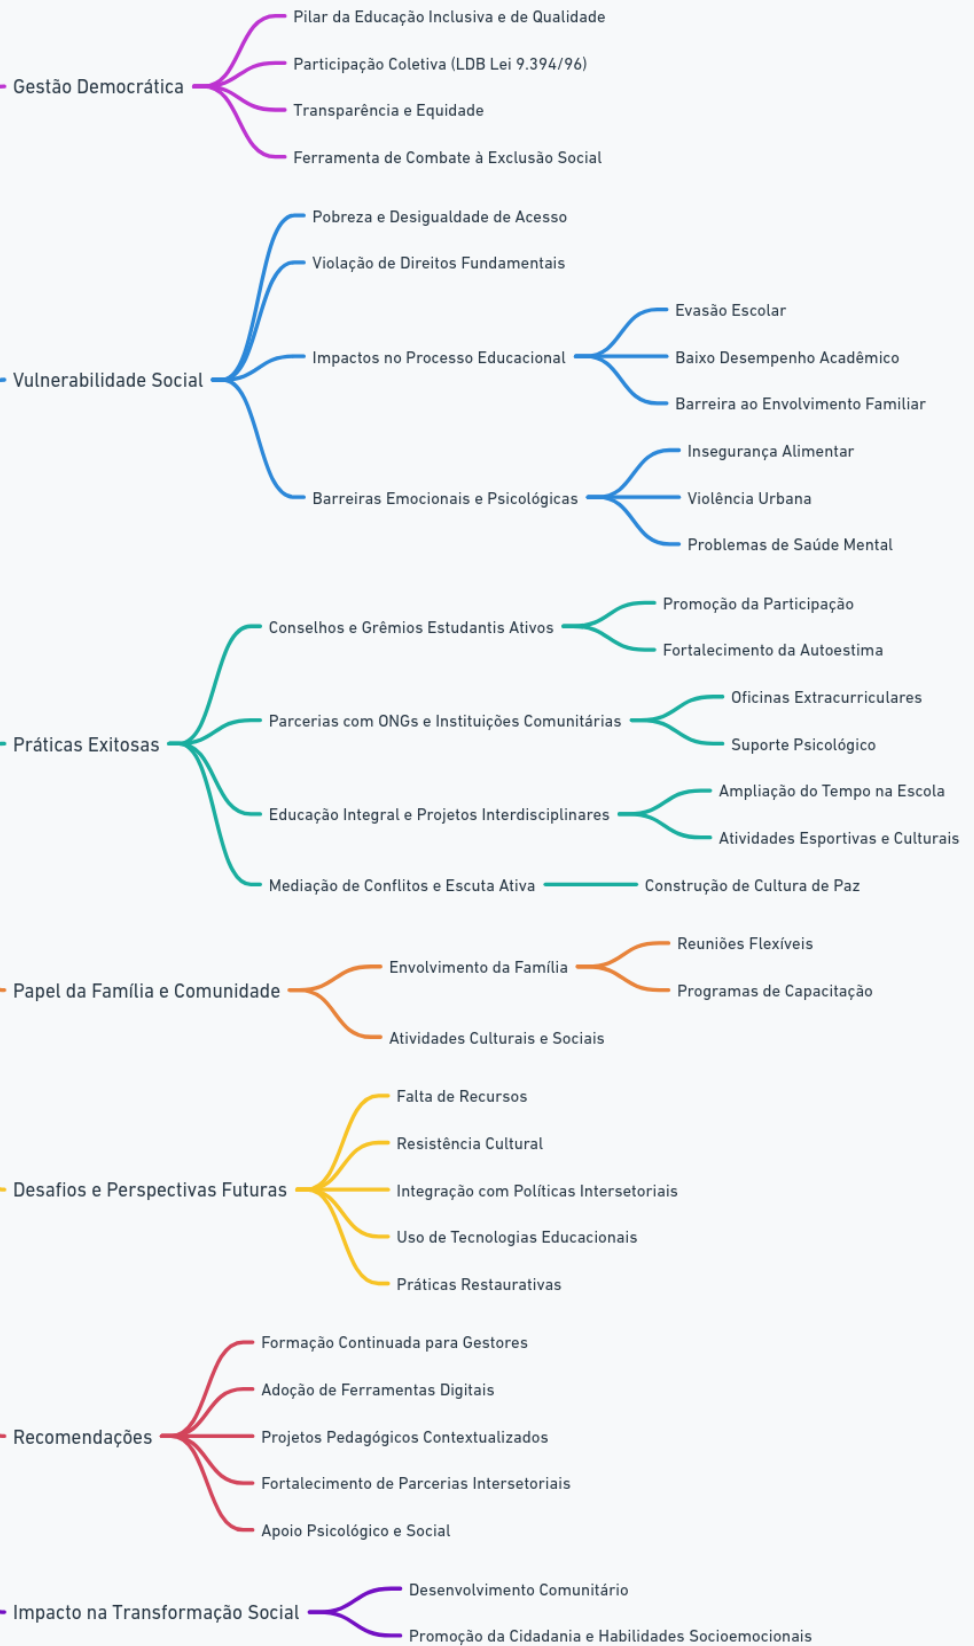 Gestão Democrática
Pilar da Educação Inclusiva e de Qualidade
Participação Coletiva (LDB Lei 9.394/96)
Transparência e Equidade
Ferramenta de Combate à Exclusão Social
Vulnerabilidade Social
Pobreza e Desigualdade de Acesso
Violação de Direitos Fundamentais
Impactos no Processo Educacional
Evasão Escolar
Baixo Desempenho Acadêmico
Barreira ao Envolvimento Familiar
Barreiras Emocionais e Psicológicas
Insegurança Alimentar
Violência Urbana
Problemas de Saúde Mental
Práticas Exitosas
Conselhos e Grêmios Estudantis Ativos
Promoção da Participação
Fortalecimento da Autoestima
Parcerias com ONGs e Instituições Comunitárias
Oficinas Extracurriculares
Suporte Psicológico
Educação Integral e Projetos Interdisciplinares
Ampliação do Tempo na Escola
Atividades Esportivas e Culturais
Mediação de Conflitos e Escuta Ativa
Construção de Cultura de Paz
Papel da Família e Comunidade
Envolvimento da Família
Reuniões Flexíveis
Programas de Capacitação
Atividades Culturais e Sociais
Desafios e Perspectivas Futuras
Falta de Recursos
Resistência Cultural
Integração com Políticas Intersetoriais
Uso de Tecnologias Educacionais
Práticas Restaurativas
Recomendações
Formação Continuada para Gestores
Adoção de Ferramentas Digitais
Projetos Pedagógicos Contextualizados
Fortalecimento de Parcerias Intersetoriais
Apoio Psicológico e Social
Impacto na Transformação Social
Desenvolvimento Comunitário
Promoção da Cidadania e Habilidades Socioemocionais